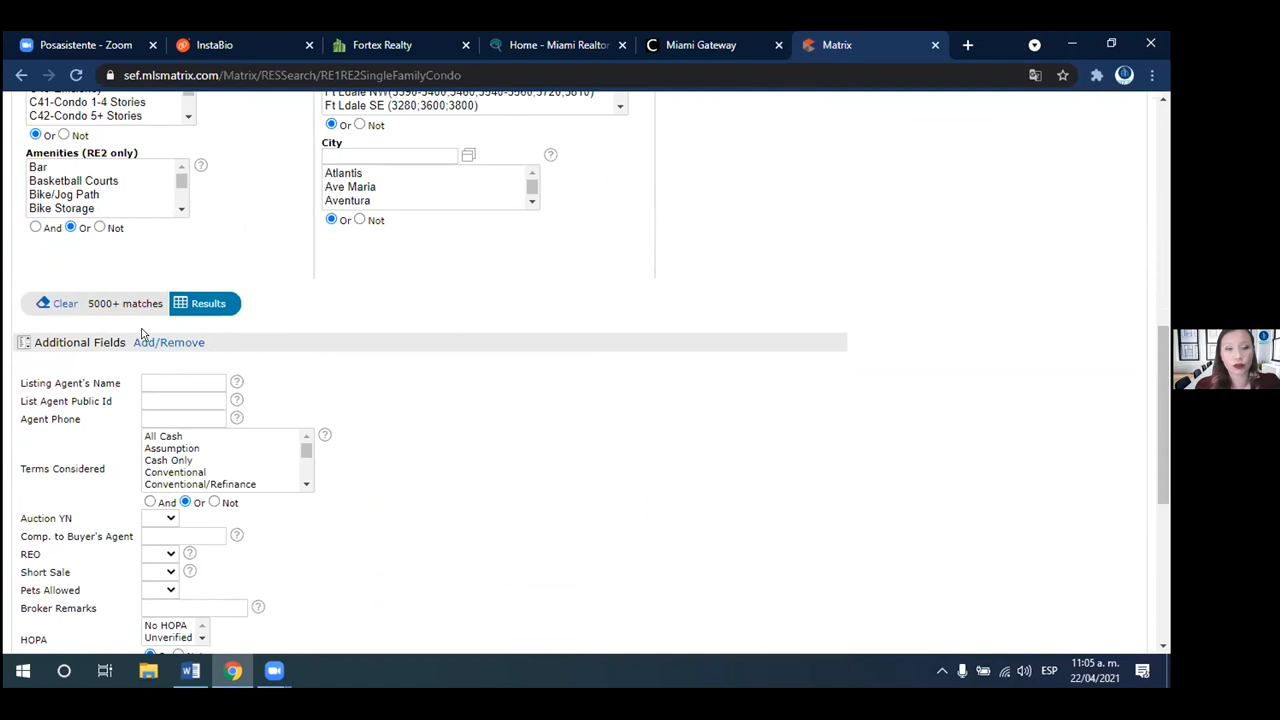 Posasistente - Zoom
InstaBio
Fortex Realty
Home - Miami Realtor
Miami Gateway
Matrix
sef.mlsmatrix.com/Matrix/RESSearch/RE1RE2SingleFamilyCondo
C41-Condo 1-4 Stories
C42-Condo 5+ Stories
Or Not
Ft Ldale SE (3280;3600;3800)
Or Not
Amenities (RE2 only)
Bar
Basketball Courts
Bike/Jog Path
Bike Storage
And Or Not
City
Atlantis
Ave Maria
Aventura
Or Not
Clear 5000+ matches Results
Additional Fields Add/Remove
Listing Agent's Name
List Agent Public Id
Agent Phone
Terms Considered
All Cash
Assumption
Cash Only
Conventional
Conventional/Refinance
And Or Not
Auction YN
Comp. to Buyer's Agent
REO
Short Sale
Pets Allowed
Broker Remarks
HOPA
No HOPA
Unverified
ESP
11:05 a. m.
22/04/2021